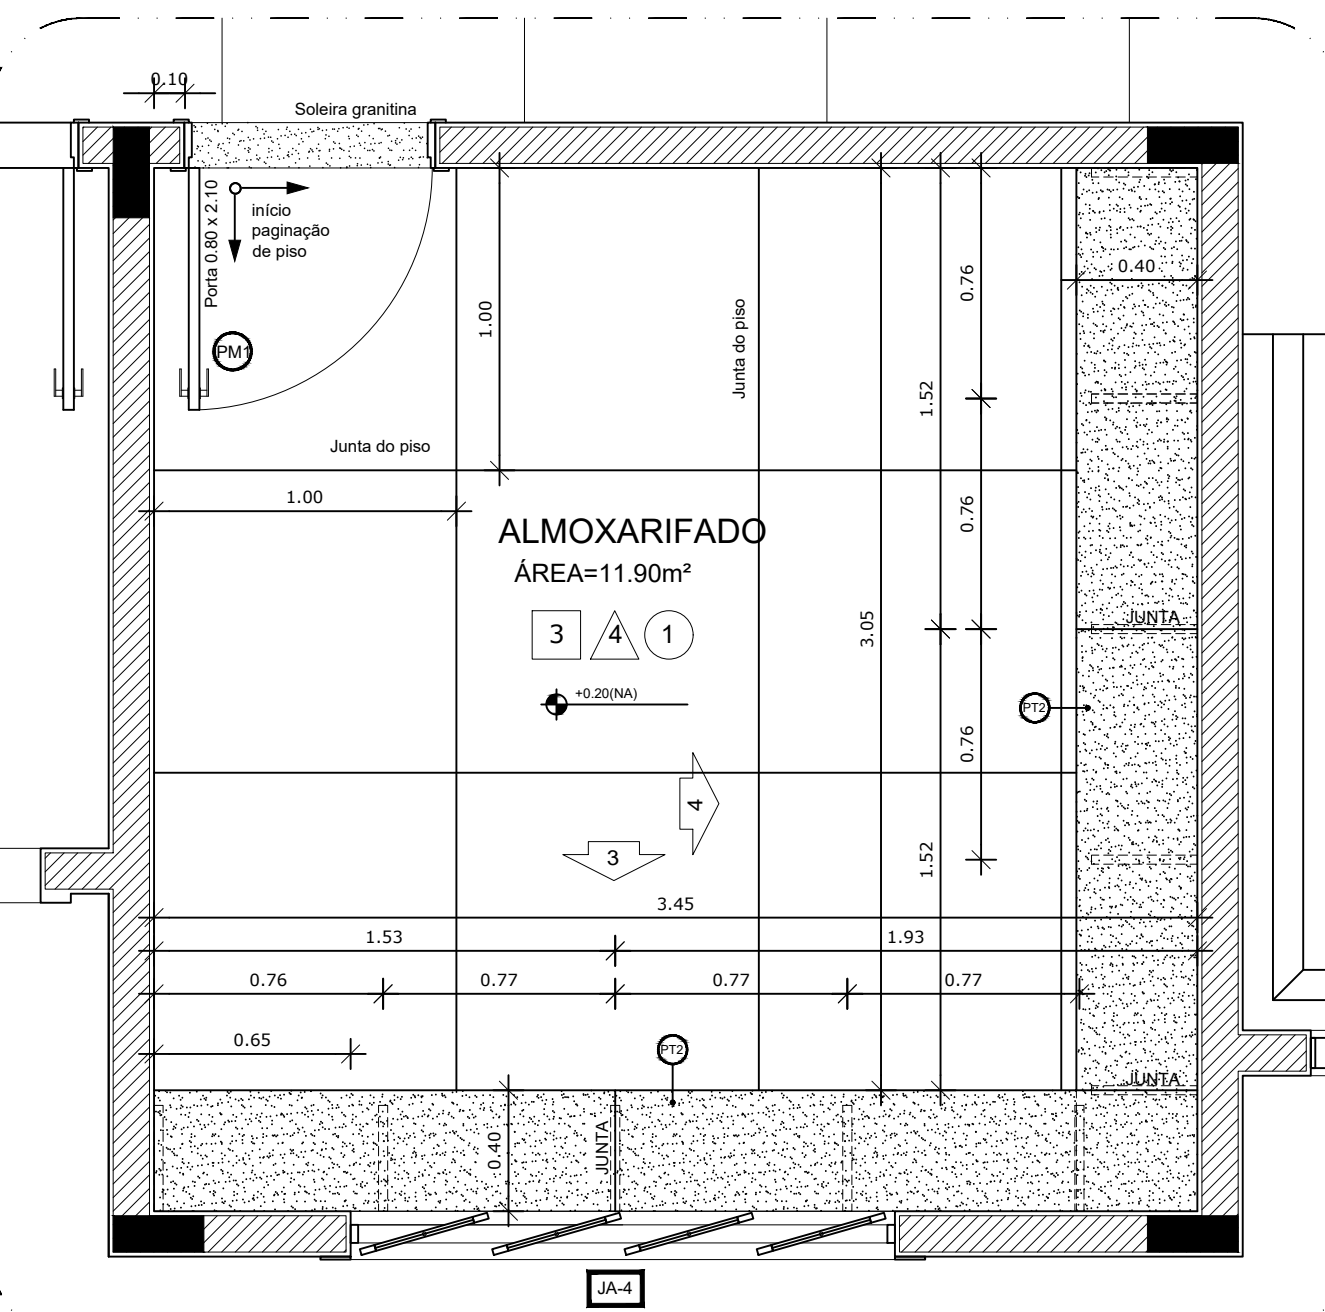 0.10
Soleira granitina
Porta 0.80 x 2.10
início
paginação
de piso
PM1
1.00
Junta do piso
0.76
0.40
1.52
Junta do piso
1.00
ALMOXARIFADO
ÁREA=11.90m²
0.76
3 4 1
3.05
JUNTA
+0.20(NA)
PT2
0.76
4
3
1.52
3.45
1.53
1.93
0.76
0.77
0.77
0.77
0.65
PT2
JUNTA
0.40
JUNTA
JA-4